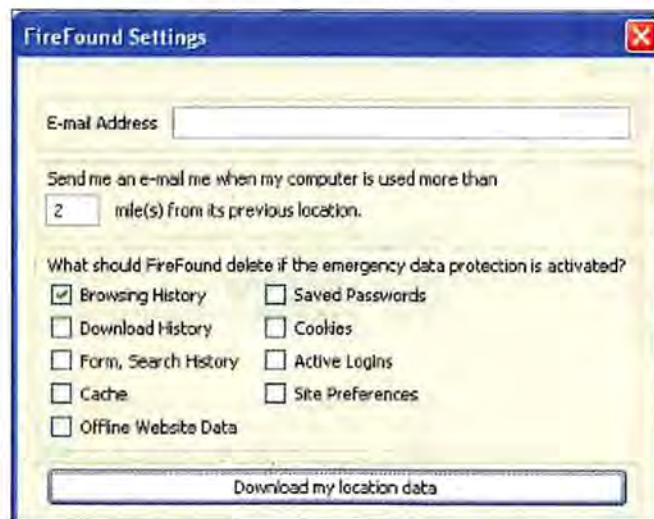 FireFound Settings
E-mail Address
Send me an e-mail me when my computer is used more than
2 mile(s) from its previous location.
What should FireFound delete if the emergency data protection is activated?
Browsing History Saved Passwords
Download History Cookies
Form, Search History Active Logins
Cache Site Preferences
Offline Website Data
Download my location data